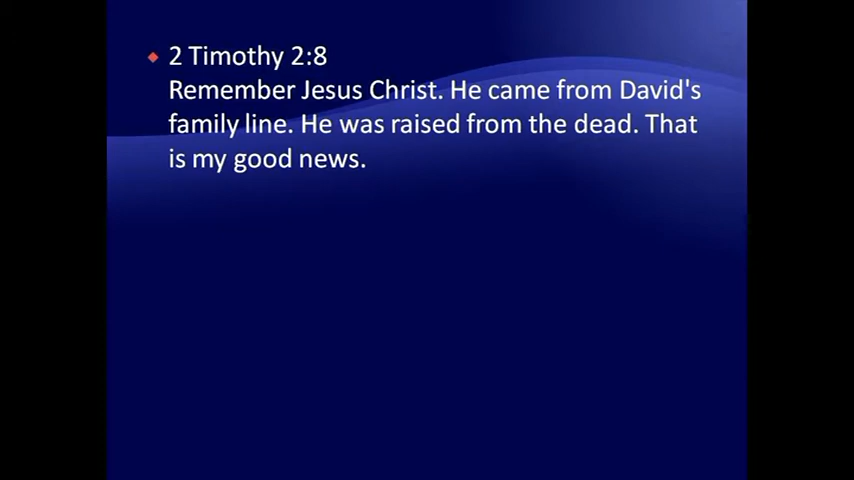 2 Timothy 2:8
Remember Jesus Christ. He came from David's
family line. He was raised from the dead. That
is my good news.